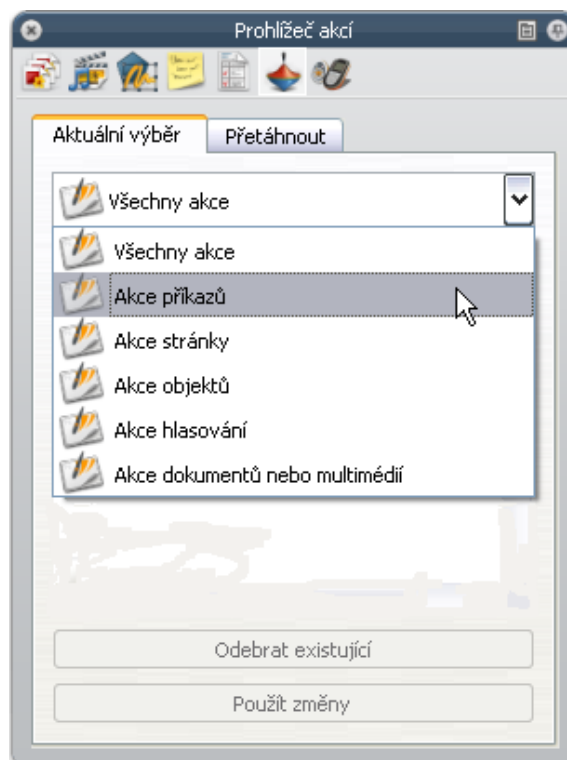 Prohlížeč akcí
Aktuální výběr
Přetáhnout
Všechny akce
Všechny akce
Akce příkazů
Akce stránky
Akce objektů
Akce hlasování
Akce dokumentů nebo multimédií
Odebrat existující
Použít změny